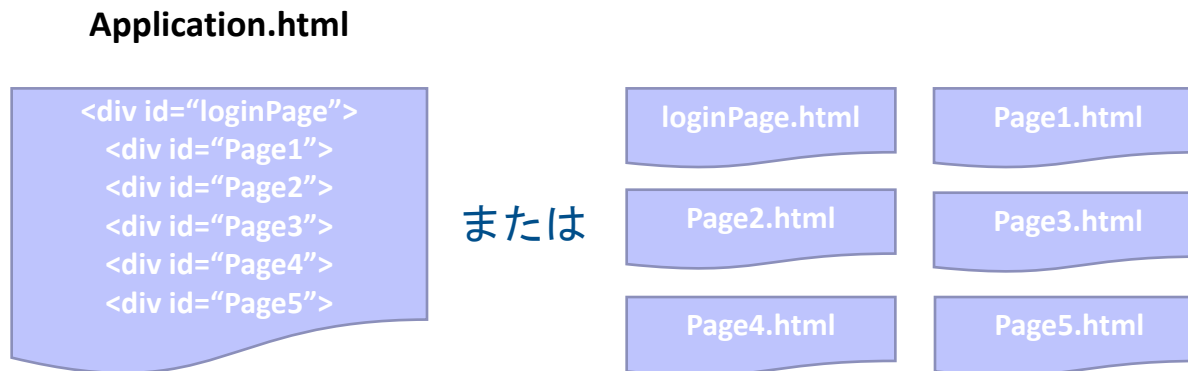 Application.html
<div id=“loginPage”>
<div id=“Page1”>
<div id=“Page2”>
<div id=“Page3”>
<div id=“Page4”>
<div id=“Page5”>
または
loginPage.html
Page1.html
Page2.html
Page3.html
Page4.html
Page5.html